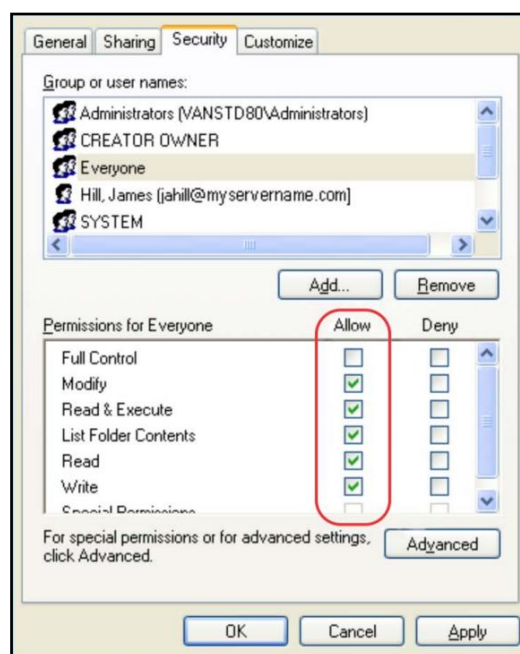 General Sharing Security Customize
Group or user names:
Administrators (VANSTD80\Administrators)
CREATOR OWNER
Everyone
Hill, James (jahill@myservername.com)
SYSTEM
Add... Remove
Permissions for Everyone Allow Deny
Full Control
Modify
Read & Execute
List Folder Contents
Read
Write
Special Permissions
For special permissions or for advanced settings, Advanced
click Advanced.
OK Cancel Apply